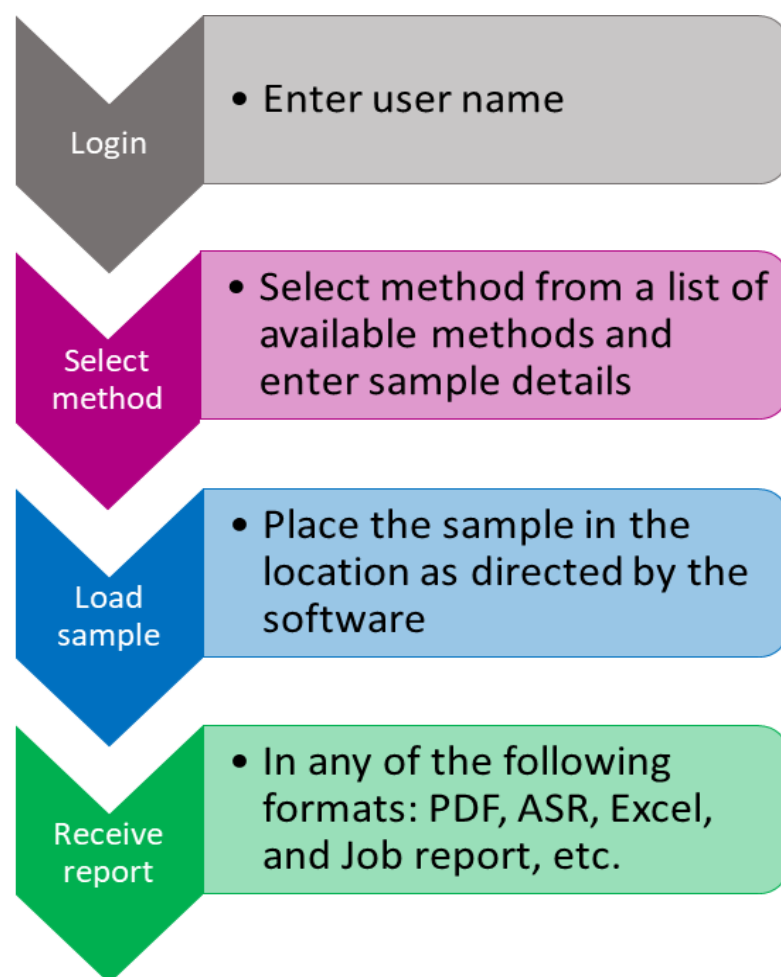 Login
• Enter user name
Select
method
• Select method from a list of
available methods and
enter sample details
Load
sample
• Place the sample in the
location as directed by the
software
Receive
report
• In any of the following
formats: PDF, ASR, Excel,
and Job report, etc.